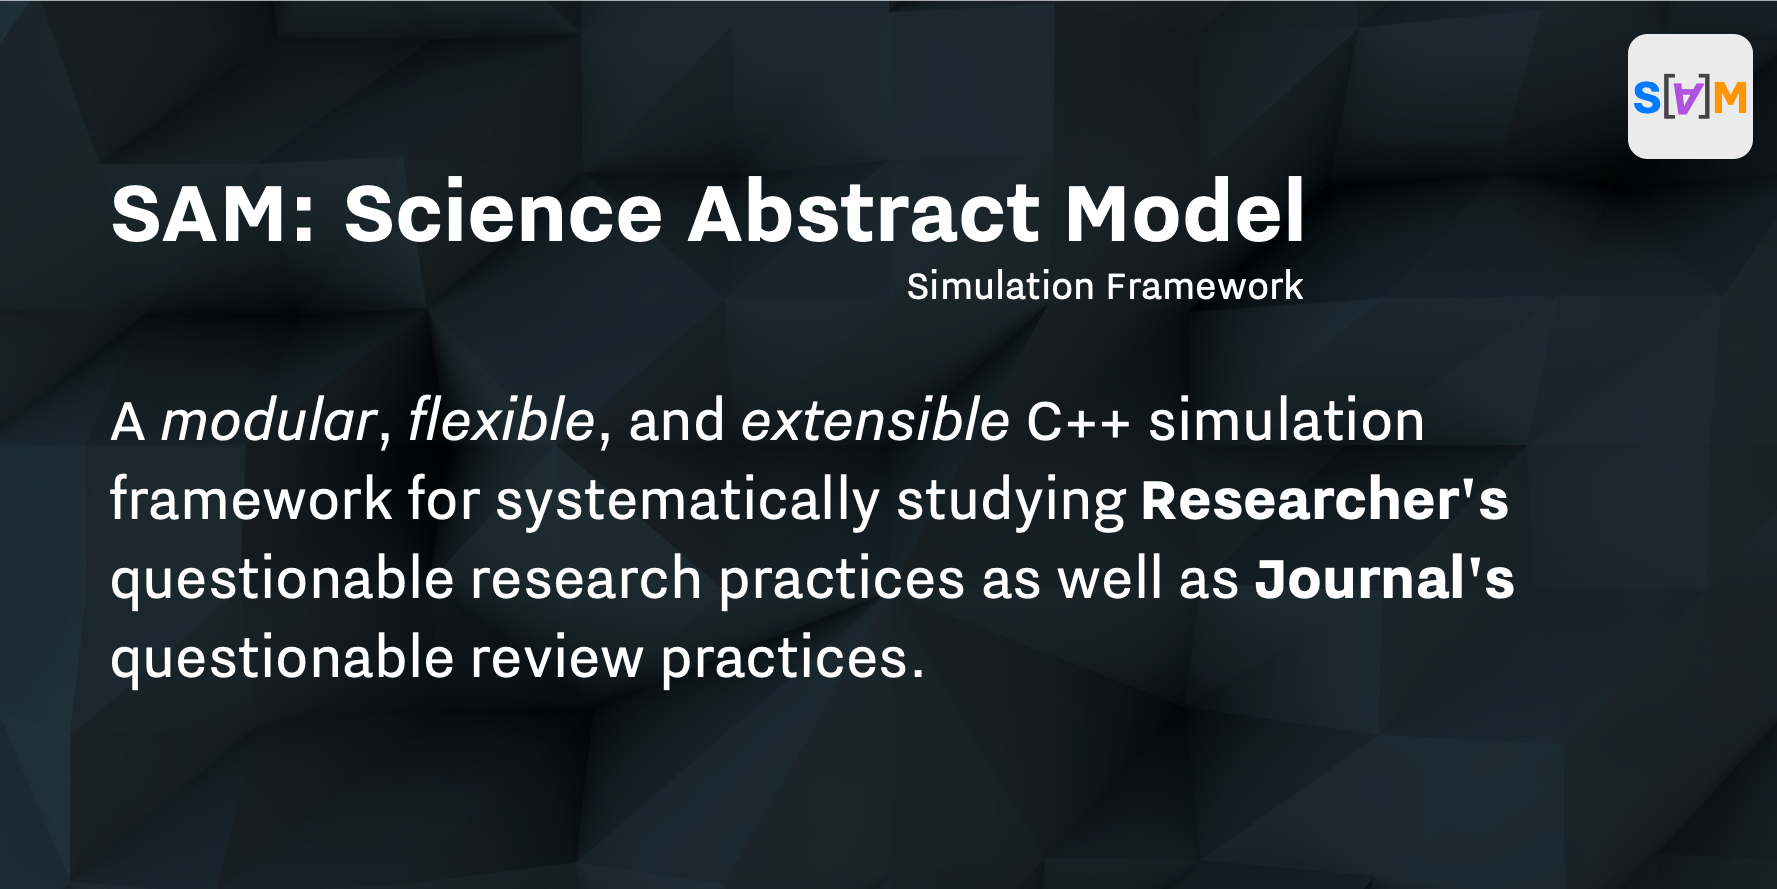 S[∀]M
SAM: Science Abstract Model
Simulation Framework
A modular, flexible, and extensible C++ simulation
framework for systematically studying Researcher's
questionable research practices as well as Journal's
questionable review practices.